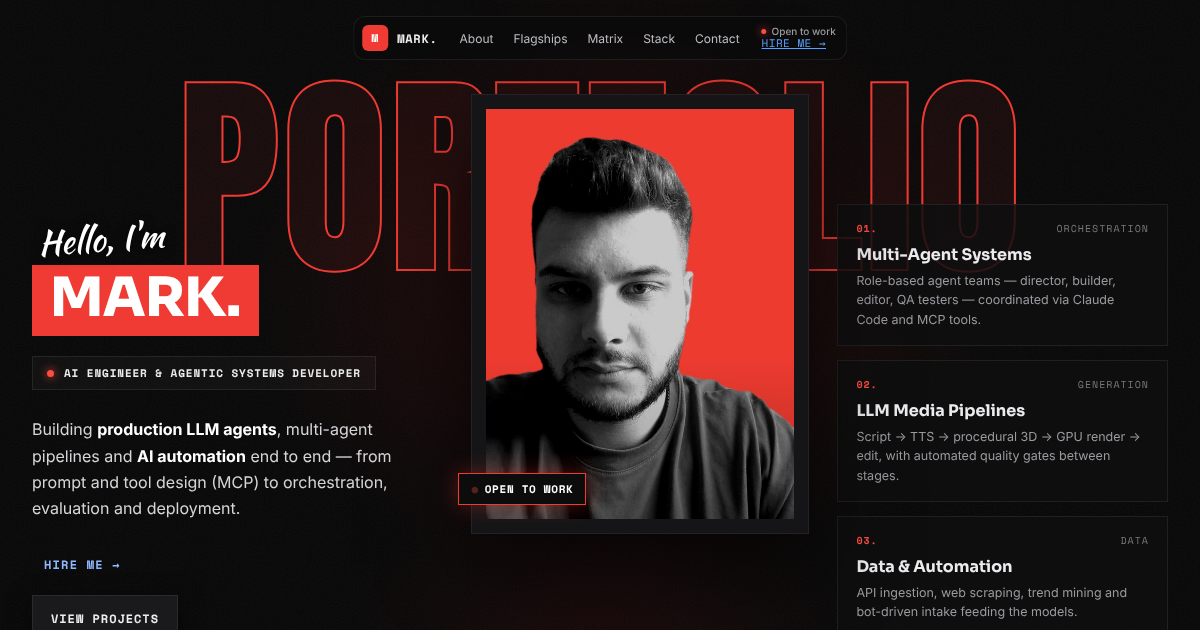 M MARK. About Flagships Matrix Stack Contact Open to work
HIRE ME →
PORTFOLIO
Hello, I'm
MARK.
AI ENGINEER & AGENTIC SYSTEMS DEVELOPER
Building production LLM agents, multi-agent
pipelines and AI automation end to end — from
prompt and tool design (MCP) to orchestration,
evaluation and deployment.
HIRE ME →
VIEW PROJECTS
OPEN TO WORK
01. ORCHESTRATION
Multi-Agent Systems
Role-based agent teams — director, builder,
editor, QA testers — coordinated via Claude
Code and MCP tools.
02. GENERATION
LLM Media Pipelines
Script → TTS → procedural 3D → GPU render →
edit, with automated quality gates between
stages.
03. DATA
Data & Automation
API ingestion, web scraping, trend mining and
bot-driven intake feeding the models.